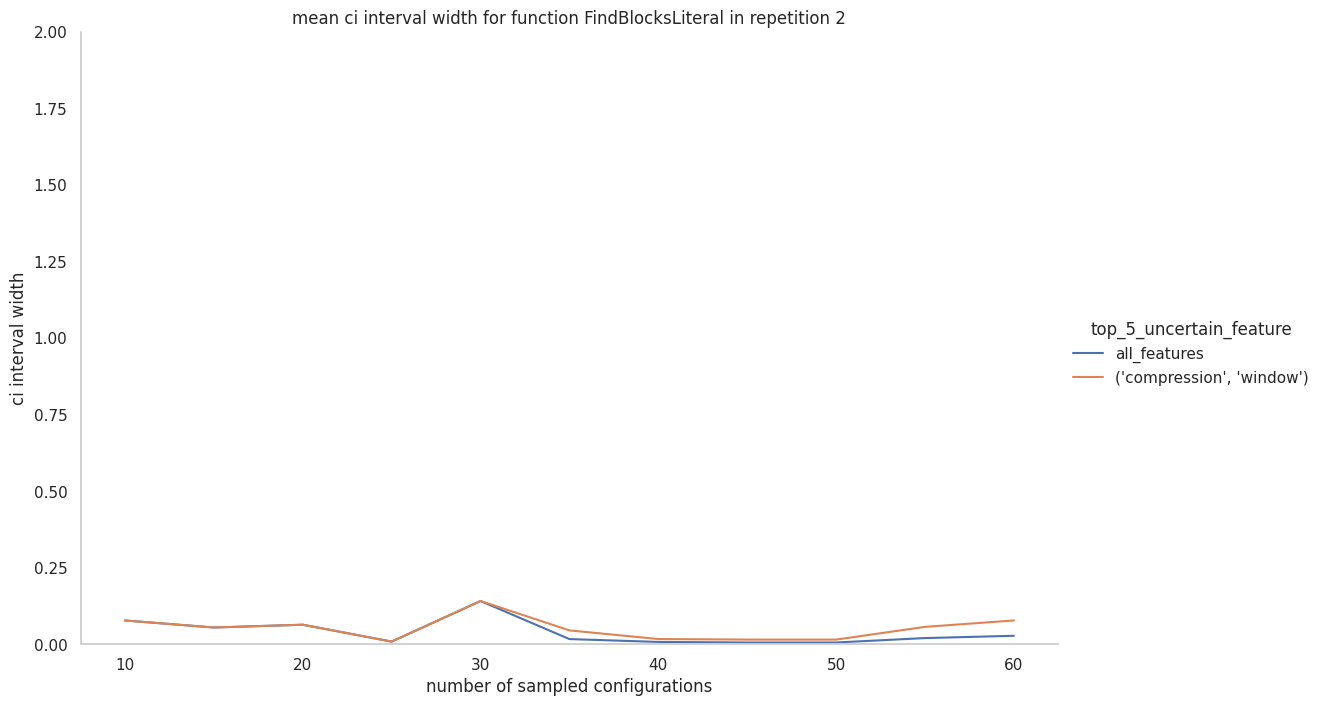 mean ci interval width for function FindBlocksLiteral in repetition 2
2.00
1.75
1.50
1.25
1.00
0.75
0.50
0.25
0.00
ci interval width
10
20
30
40
50
60
number of sampled configurations
top_5_uncertain_feature
all_features
('compression', 'window')